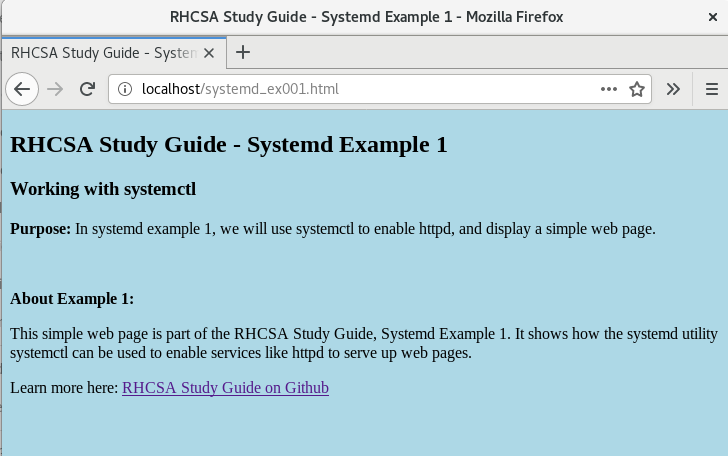 RHCSA Study Guide - Systemd Example 1 - Mozilla Firefox
RHCSA Study Guide - System
localhost/systemd_ex001.html
RHCSA Study Guide - Systemd Example 1
Working with systemctl
Purpose: In systemd example 1, we will use systemctl to enable httpd, and display a simple web page.
About Example 1:
This simple web page is part of the RHCSA Study Guide, Systemd Example 1. It shows how the systemd utility
systemctl can be used to enable services like httpd to serve up web pages.
Learn more here: RHCSA Study Guide on Github